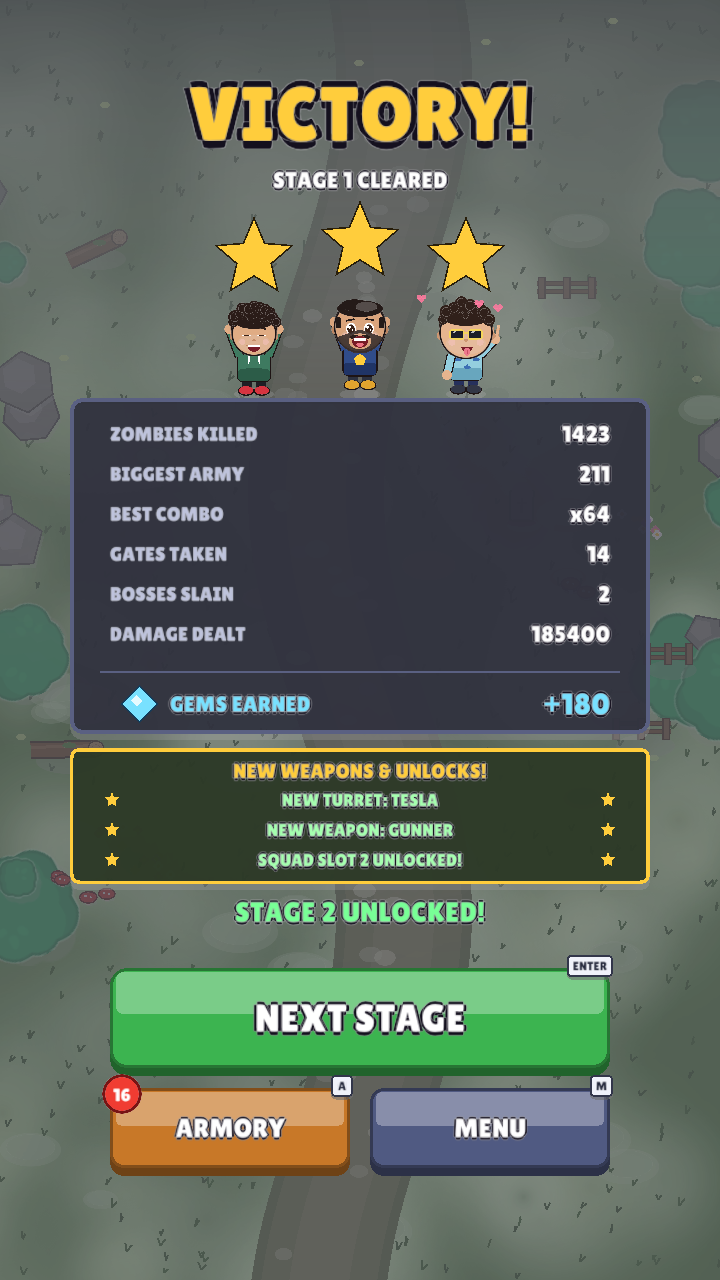 VICTORY!
STAGE 1 CLEARED
ZOMBIES KILLED 1423
BIGGEST ARMY 211
BEST COMBO x64
GATES TAKEN 14
BOSSES SLAIN 2
DAMAGE DEALT 185400
GEMS EARNED +180
NEW WEAPONS & UNLOCKS!
NEW TURRET: TESLA
NEW WEAPON: GUNNER
SQUAD SLOT 2 UNLOCKED!
STAGE 2 UNLOCKED!
ENTER
NEXT STAGE
16 A M
ARMORY MENU